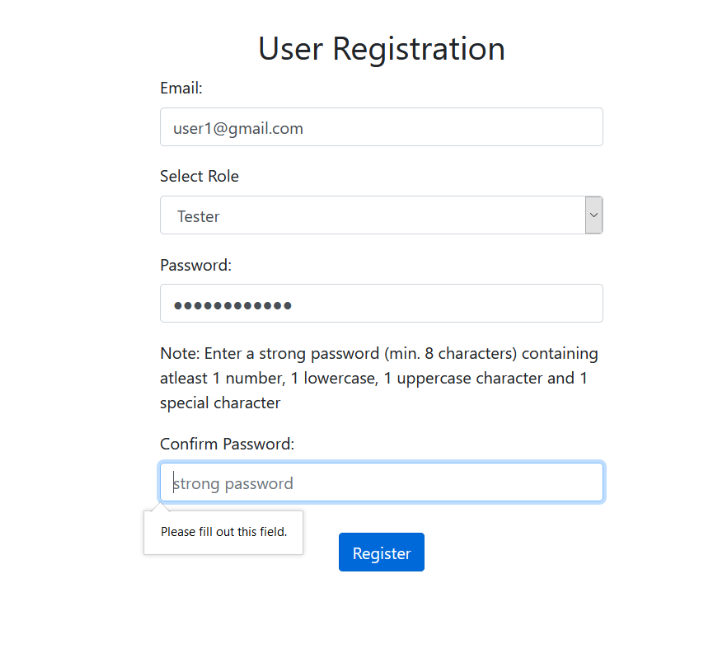 User Registration
Email:
user1@gmail.com
Select Role
Tester
Password:
●●●●●●●●●●●●
Note: Enter a strong password (min. 8 characters) containing
atleast 1 number, 1 lowercase, 1 uppercase character and 1
special character
Confirm Password:
strong password
Please fill out this field.
Register